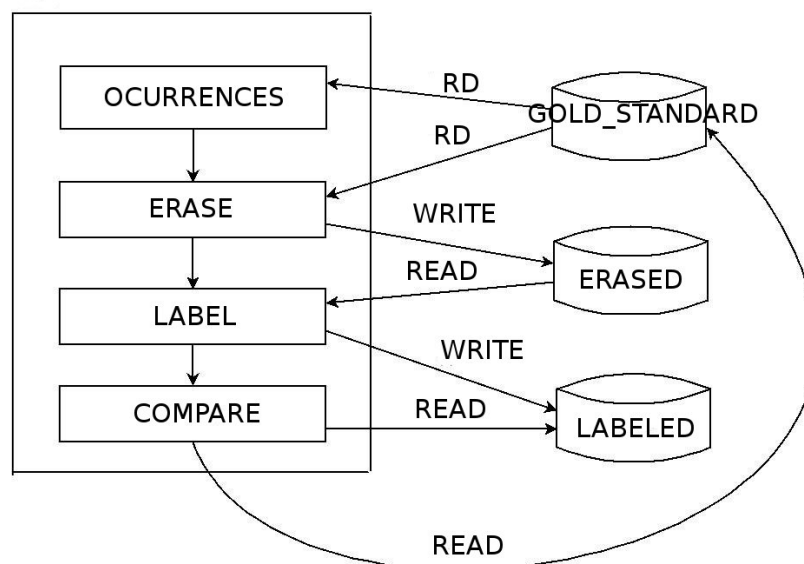 OCURRENCES
RD
GOLD_STANDARD
RD
ERASE
WRITE
READ
ERASED
LABEL
WRITE
COMPARE
READ
LABELED
READ